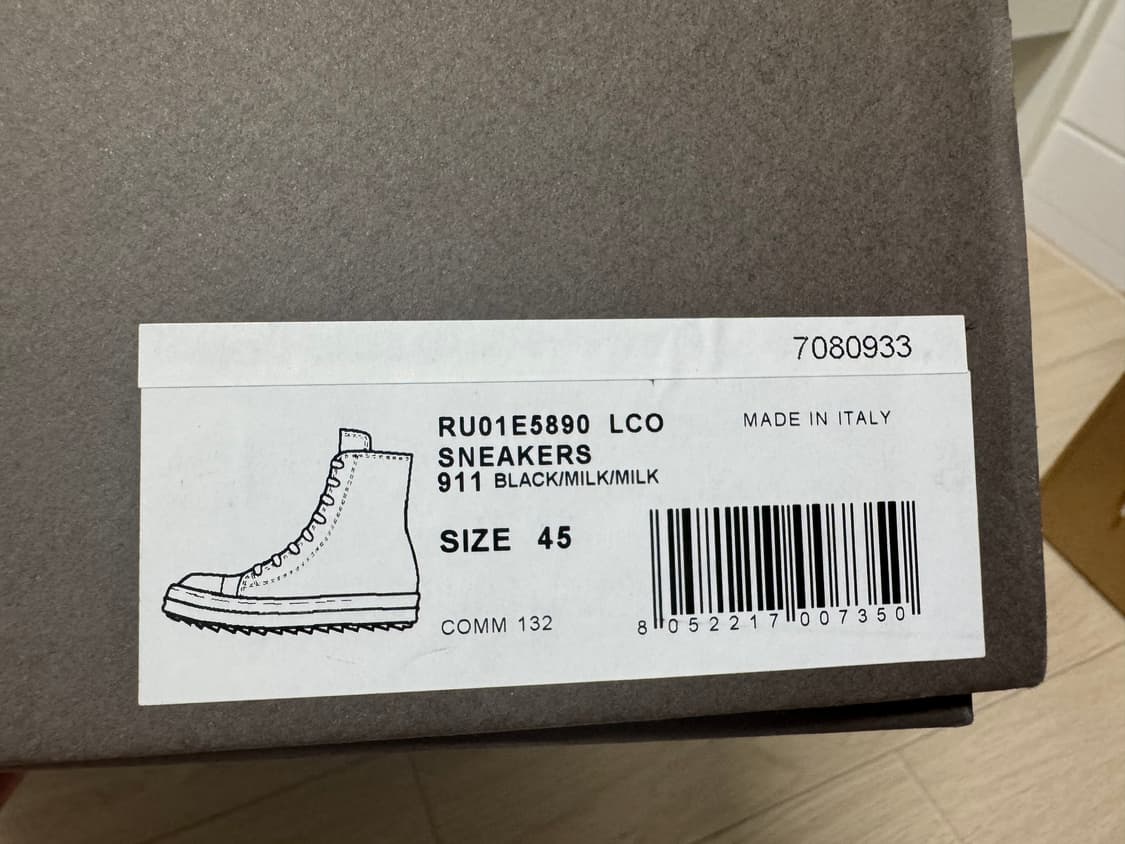 7080933
RU01E5890 LCO
MADE IN ITALY
SNEAKERS
911 BLACK/MILK/MILK
SIZE 45
COMM 132
8 052217 007350